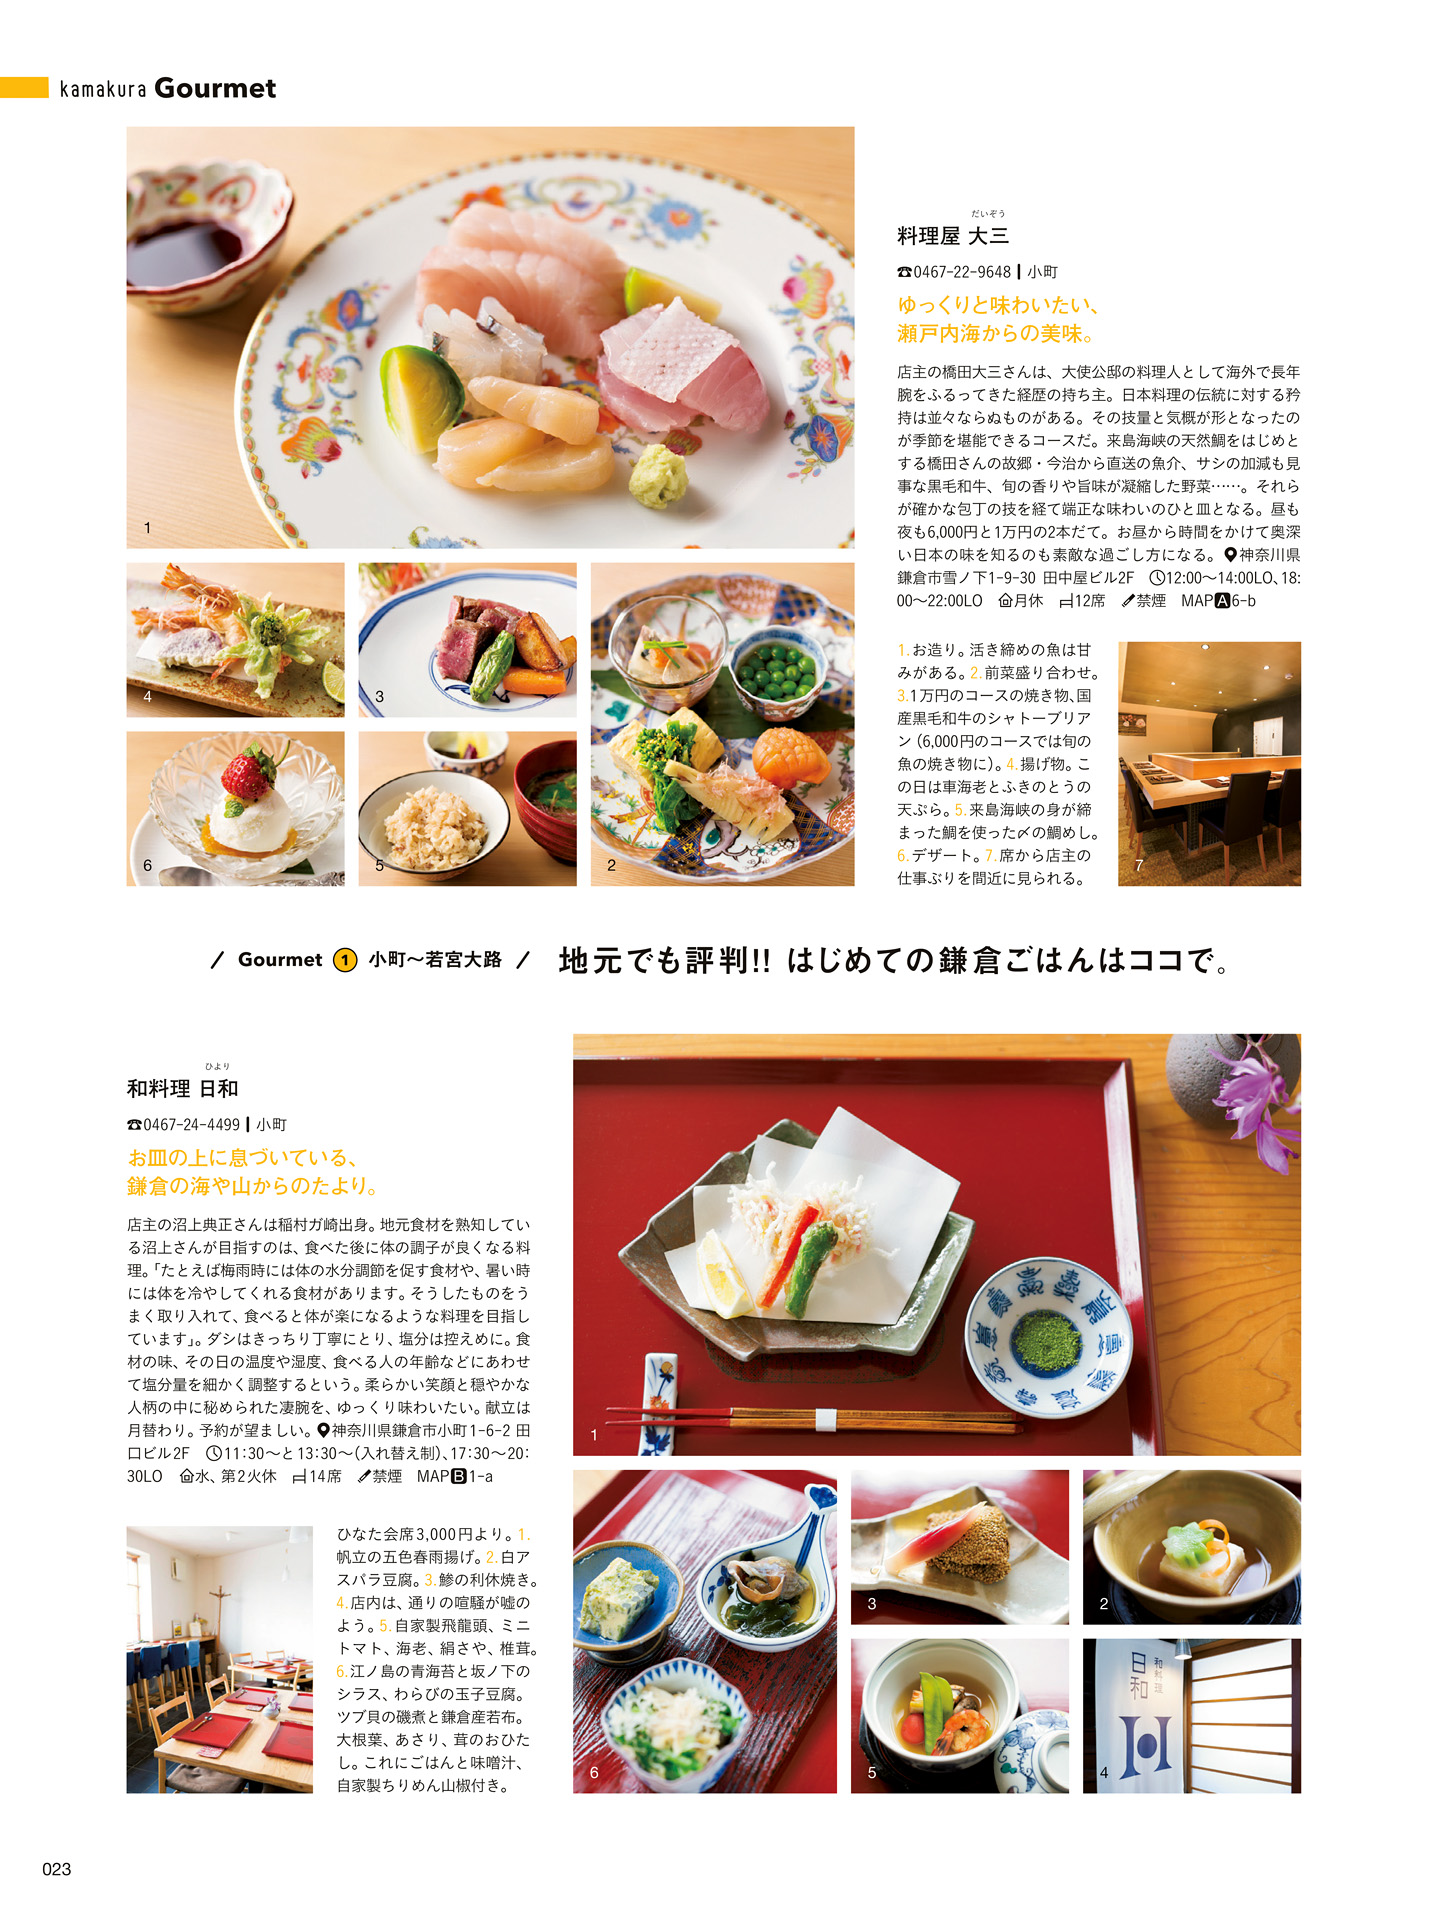 kamakura Gourmet
だいぞう
料理屋 大三
☎0467-22-9648 | 小町
ゆっくりと味わいたい、
瀬戸内海からの美味。
店主の橋田大三さんは、大使公邸の料理人として海外で長年
腕をふるってきた経歴の持ち主。日本料理の伝統に対する矜
持は並々ならぬものがある。その技量と気概が形となったの
が季節を堪能できるコースだ。来島海峡の天然鯛をはじめと
する橋田さんの故郷・今治から直送の魚介、サシの加減も見
事な黒毛和牛、旬の香りや旨味が凝縮した野菜……。それら
が確かな包丁の技を経て端正な味わいのひと皿となる。昼も
夜も6,000円と1万円の2本だて。お昼から時間をかけて奥深
い日本の味を知るのも素敵な過ごし方になる。神奈川県
鎌倉市雪ノ下1-9-30 田中屋ビル2F 12:00〜14:00LO、18:
00〜22:00LO 月休 12席 禁煙 MAP A 6-b
1.お造り。活き締めの魚は甘
みがある。2.前菜盛り合わせ。
3.1万円のコースの焼き物、国
産黒毛和牛のシャトーブリア
ン(6,000円のコースでは旬の
魚の焼き物に)。4.揚げ物。こ
の日は車海老とふきのとうの
天ぷら。5.来島海峡の身が締
まった鯛を使った〆の鯛めし。
6.デザート。7.席から店主の
仕事ぶりを間近に見られる。
1
4
3
6
5
2
7
/ Gourmet 1 小町〜若宮大路 / 地元でも評判!! はじめての鎌倉ごはんはココで。
ひより
和料理 日和
☎0467-24-4499 | 小町
お皿の上に息づいている、
鎌倉の海や山からのたより。
店主の沼上典正さんは稲村ガ崎出身。地元食材を熟知してい
る沼上さんが目指すのは、食べた後に体の調子が良くなる料
理。「たとえば梅雨時には体の水分調節を促す食材や、暑い時
には体を冷やしてくれる食材があります。そうしたものをう
まく取り入れて、食べると体が楽になるような料理を目指し
ています」。ダシはきっちり丁寧にとり、塩分は控えめに。食
材の味、その日の温度や湿度、食べる人の年齢などにあわせ
て塩分量を細かく調整するという。柔らかい笑顔と穏やかな
人柄の中に秘められた凄腕を、ゆっくり味わいたい。献立は
月替わり。予約が望ましい。神奈川県鎌倉市小町1-6-2 田
口ビル2F 11:30〜と13:30〜(入れ替え制)、17:30〜20:
30LO 水、第2火休 14席 禁煙 MAP B 1-a
ひなた会席3,000円より。1.
帆立の五色春雨揚げ。2.白ア
スパラ豆腐。3.鰺の利休焼き。
4.店内は、通りの喧騒が嘘の
よう。5.自家製飛龍頭、ミニ
トマト、海老、絹さや、椎茸。
6.江ノ島の青海苔と坂ノ下の
シラス、わらびの玉子豆腐。
ツブ貝の磯煮と鎌倉産若布。
大根葉、あさり、茸のおひた
し。これにごはんと味噌汁、
自家製ちりめん山椒付き。
1
3
2
6
5
4
和料理
日和
023